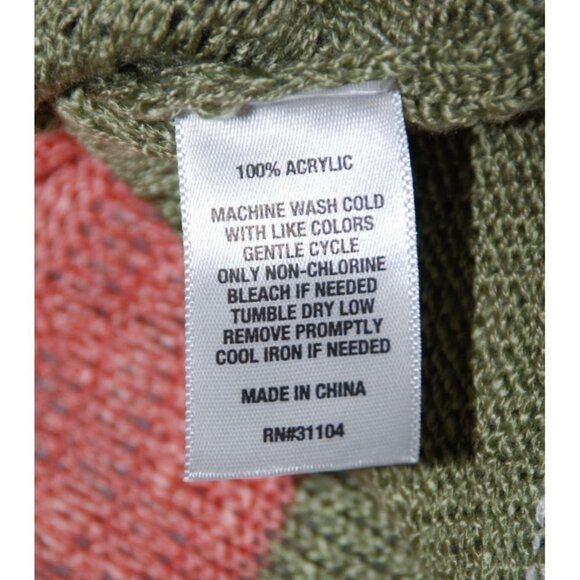 100% ACRYLIC
MACHINE WASH COLD
WITH LIKE COLORS
GENTLE CYCLE
ONLY NON-CHLORINE
BLEACH IF NEEDED
TUMBLE DRY LOW
REMOVE PROMPTLY
COOL IRON IF NEEDED
MADE IN CHINA
RN#31104